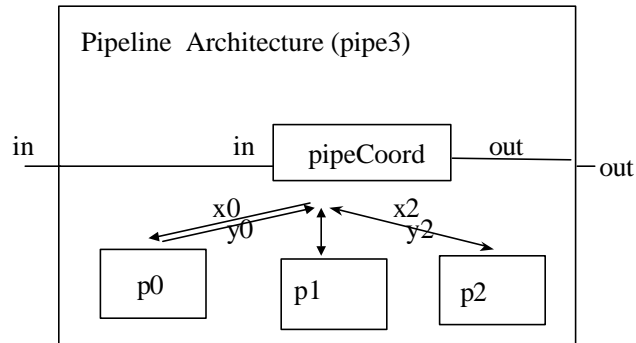 Pipeline Architecture (pipe3)
in in pipeCoord out out
x0 x2
y0 y2
p0 p1 p2